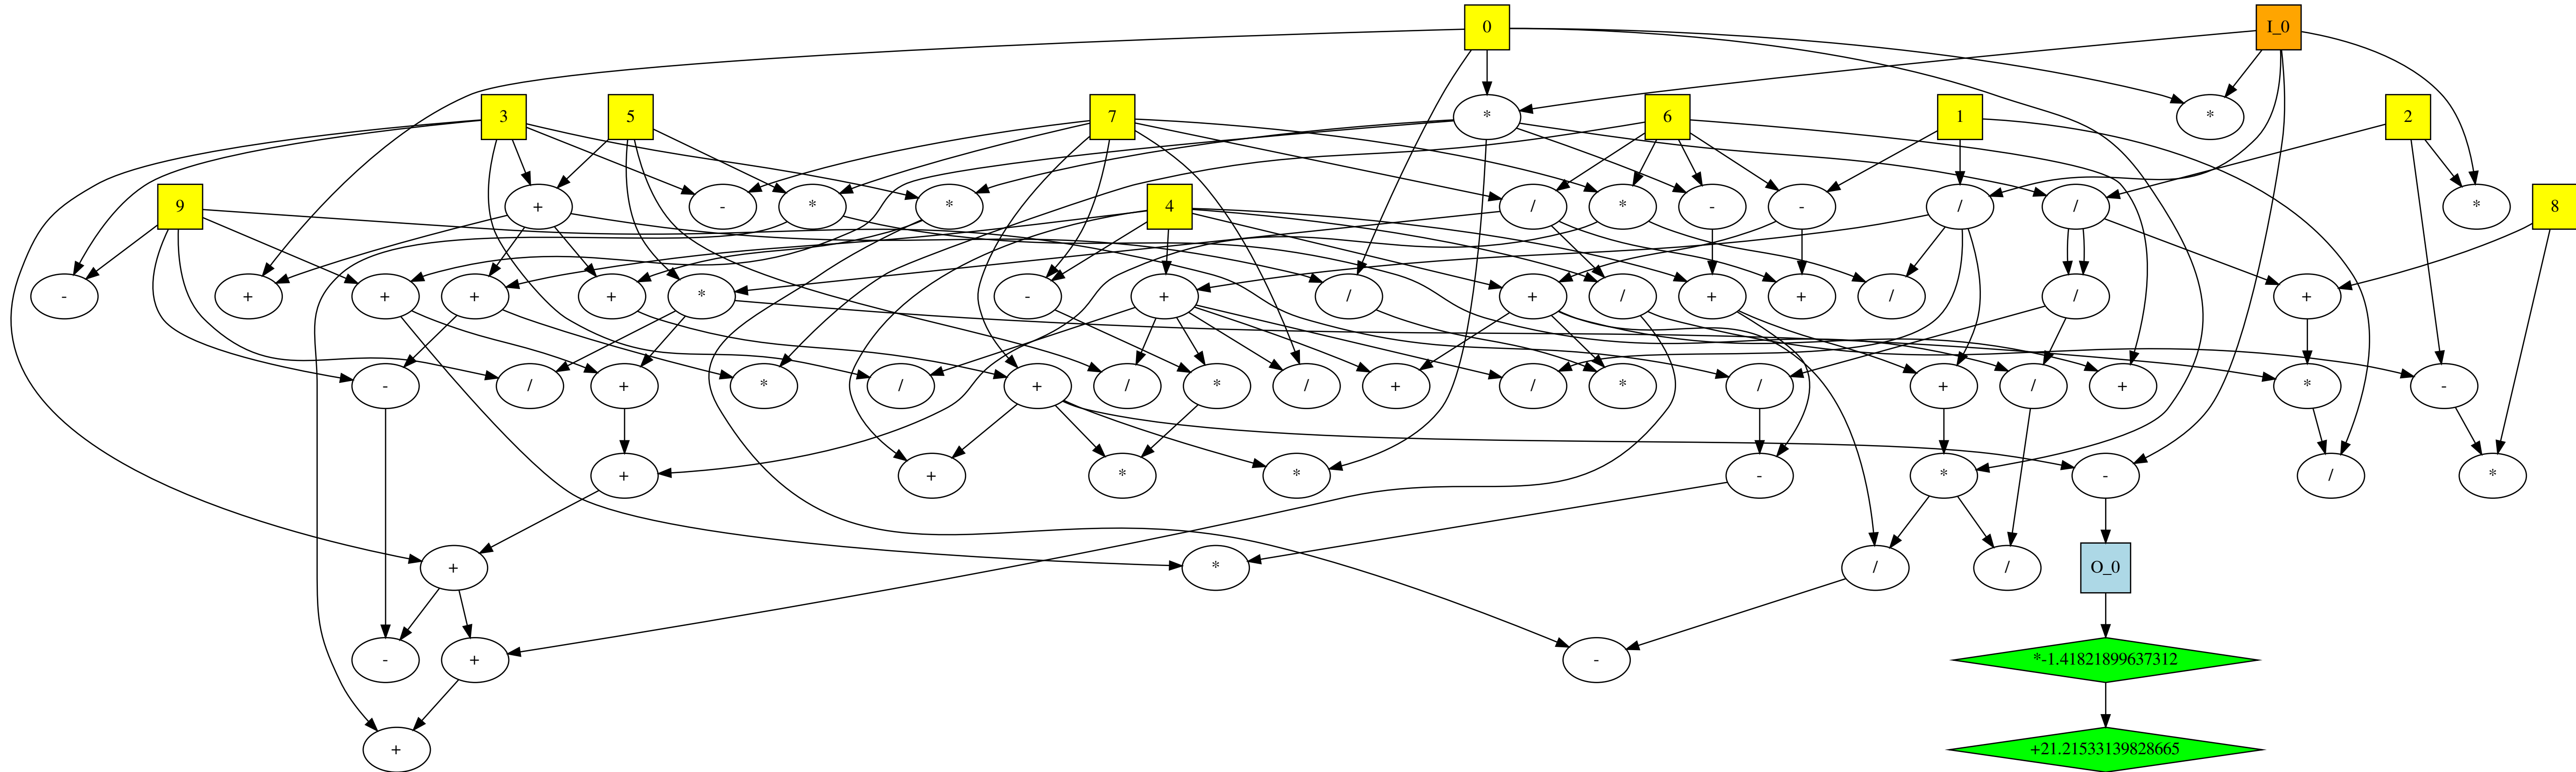 0 I_0
3 5 7 * 6 1 2 *
9 + - * * 4 / * - - / / * 8
- + + + + * - + / + / + + / +
- / + * / + / * / + / * / + / + * -
+ + * * - * - / *
+ * / / O_0
- + - *-1.41821899637312
+ +21.21533139828665